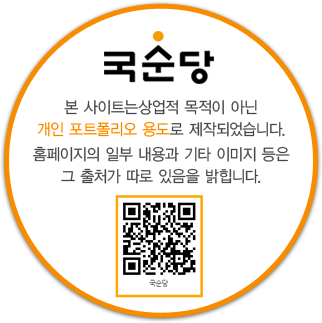 국순당
본 사이트는상업적 목적이 아닌
개인 포트폴리오 용도로 제작되었습니다.
홈페이지의 일부 내용과 기타 이미지 등은
그 출처가 따로 있음을 밝힙니다.
국순당